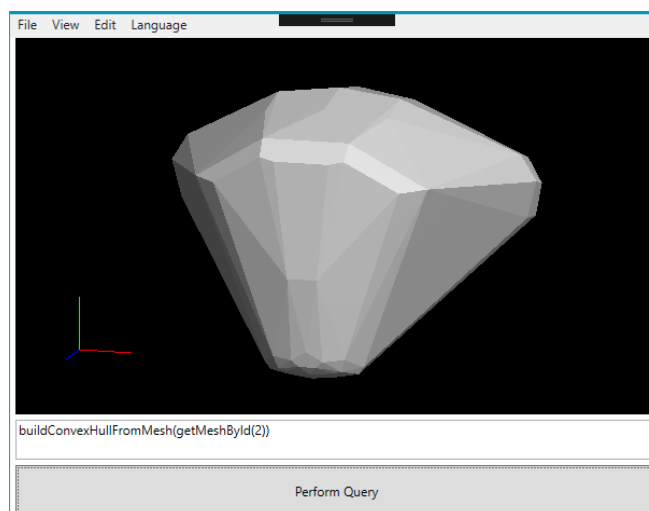 File View Edit Language
buildConvexHullFromMesh(getMeshById(2))
Perform Query